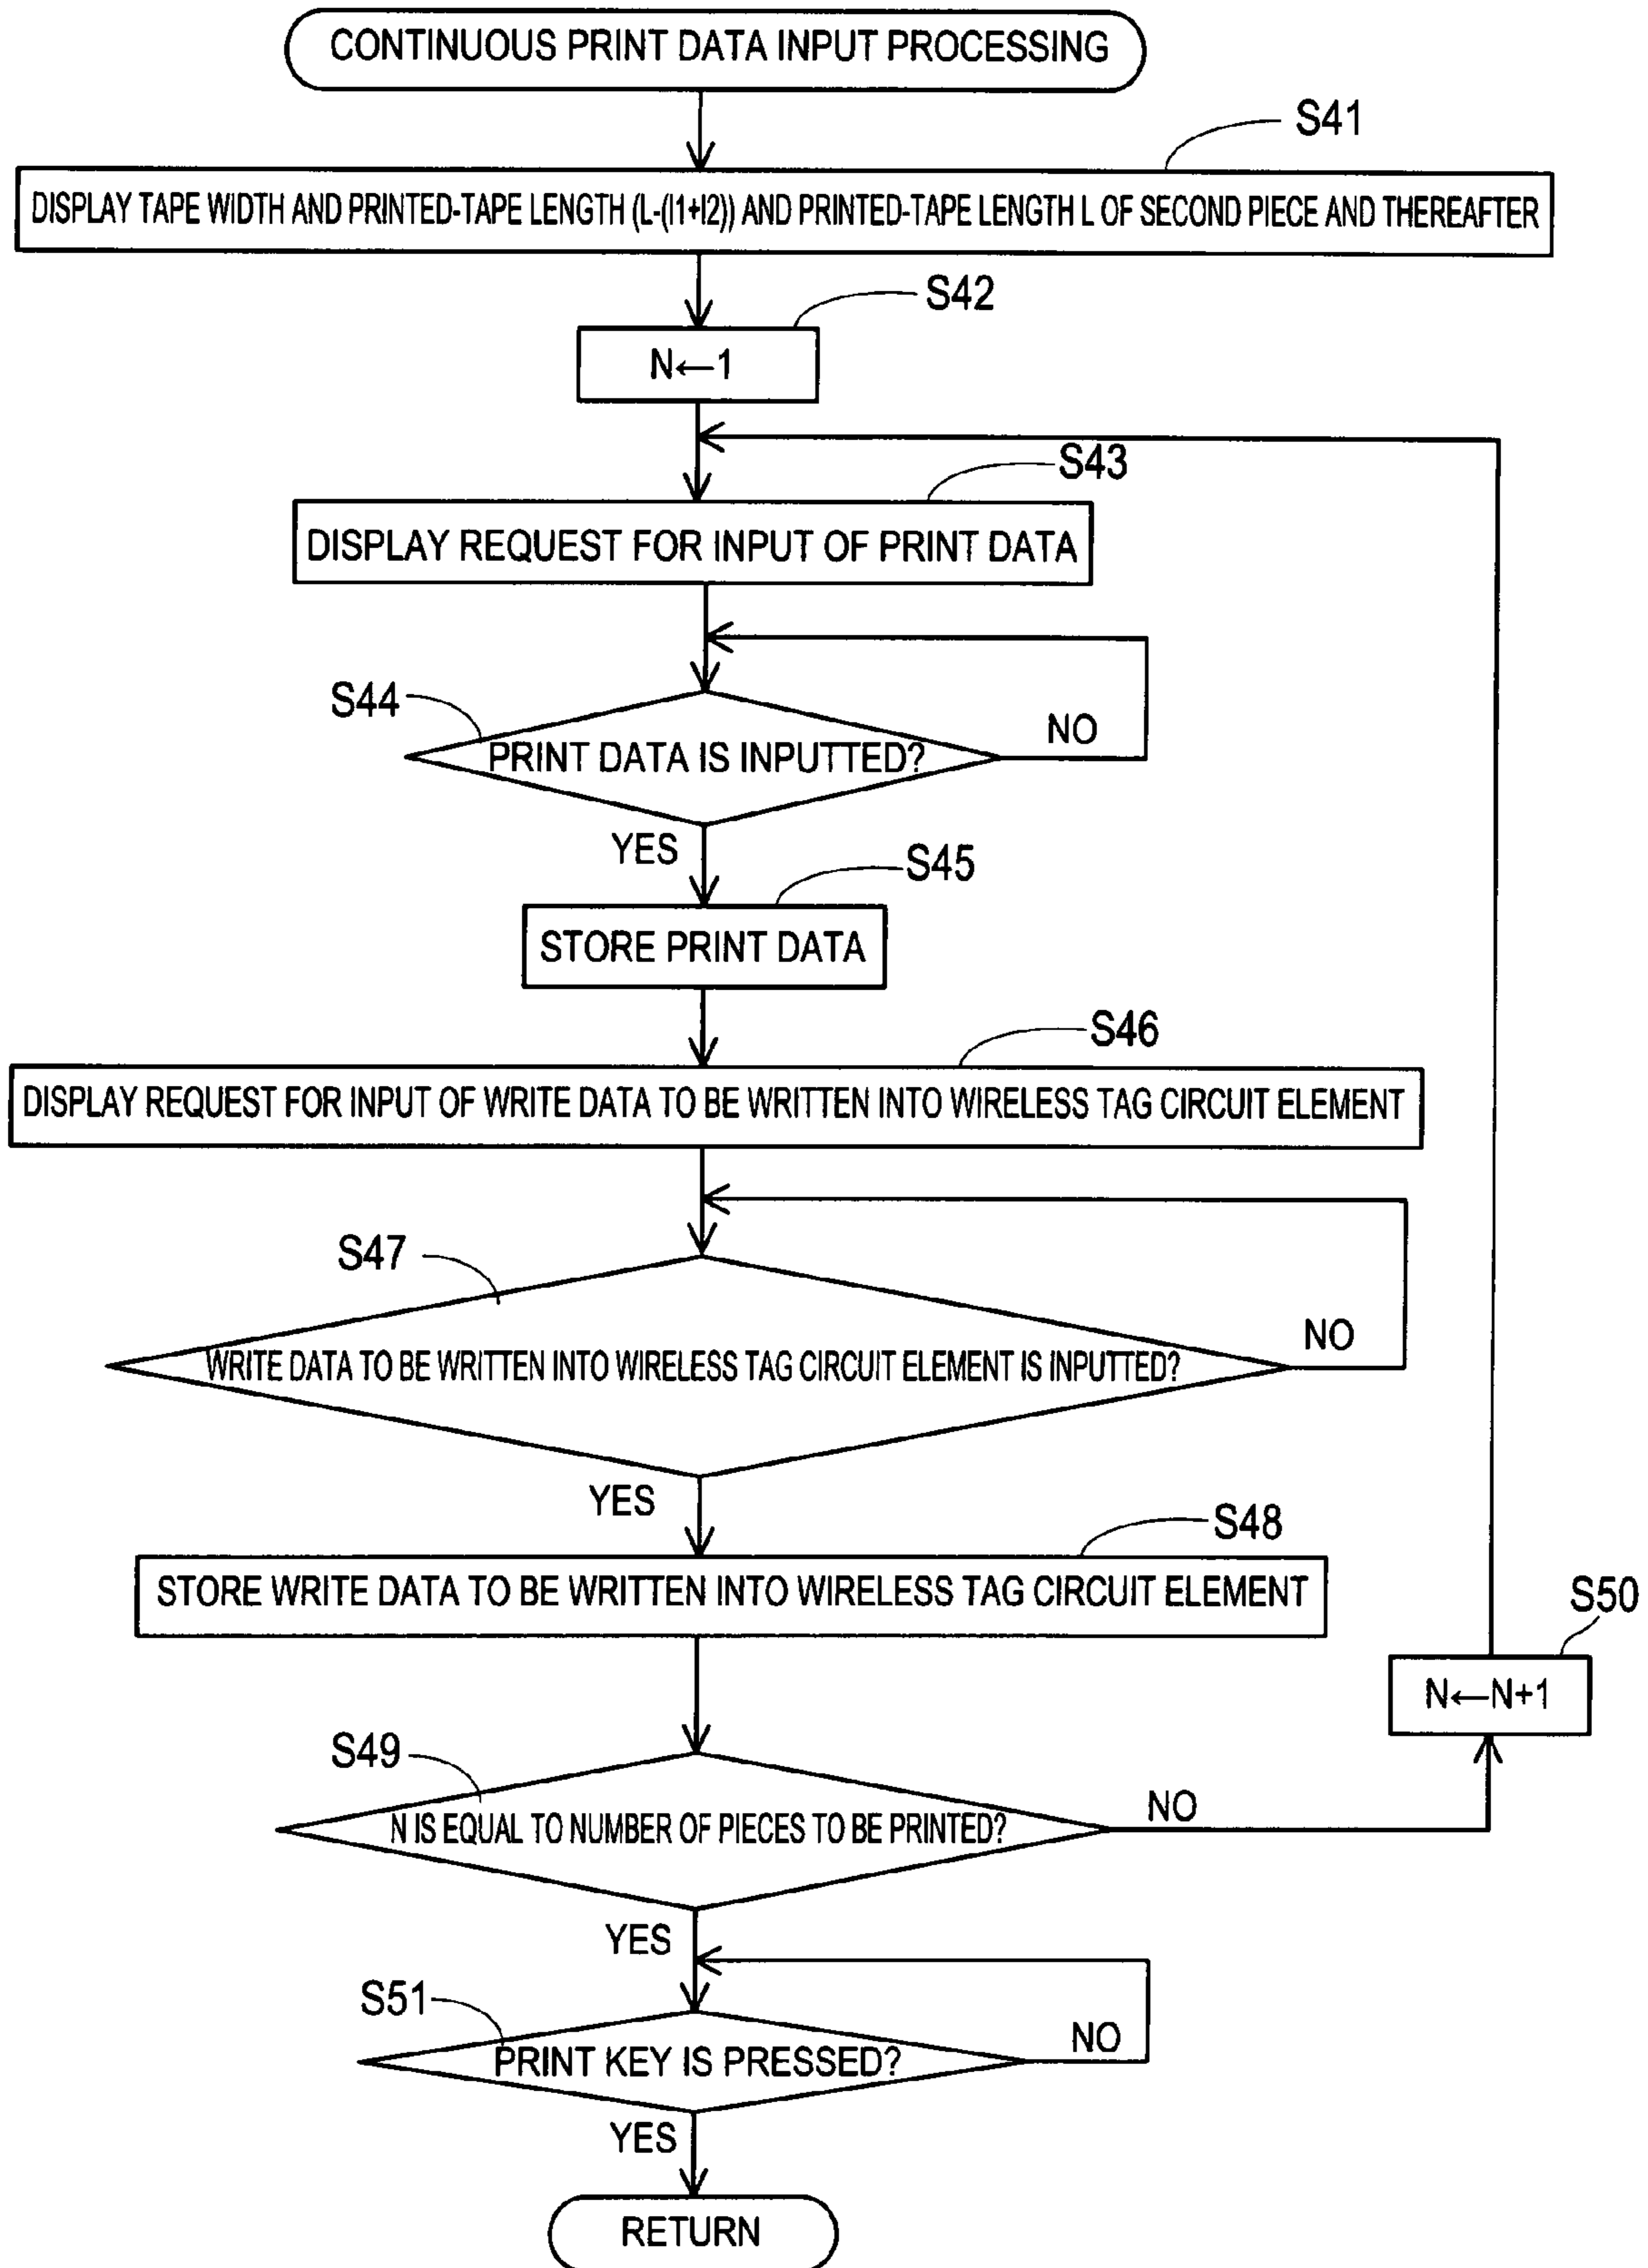 CONTINUOUS PRINT DATA INPUT PROCESSING
S41
DISPLAY TAPE WIDTH AND PRINTED-TAPE LENGTH (L-(l1+l2)) AND PRINTED-TAPE LENGTH L OF SECOND PIECE AND THEREAFTER
S42
N←1
S43
DISPLAY REQUEST FOR INPUT OF PRINT DATA
S44
NO
PRINT DATA IS INPUTTED?
YES
S45
STORE PRINT DATA
S46
DISPLAY REQUEST FOR INPUT OF WRITE DATA TO BE WRITTEN INTO WIRELESS TAG CIRCUIT ELEMENT
S47
NO
WRITE DATA TO BE WRITTEN INTO WIRELESS TAG CIRCUIT ELEMENT IS INPUTTED?
YES
S48
STORE WRITE DATA TO BE WRITTEN INTO WIRELESS TAG CIRCUIT ELEMENT
S50
N←N+1
S49
NO
N IS EQUAL TO NUMBER OF PIECES TO BE PRINTED?
YES
S51
NO
PRINT KEY IS PRESSED?
YES
RETURN